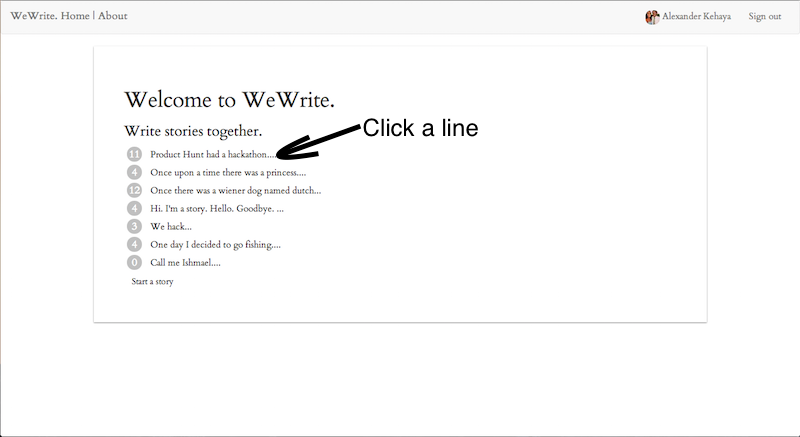 WeWrite. Home | About
Alexander Kehaya Sign out
Welcome to WeWrite.
Write stories together.
Click a line
11 Product Hunt had a hackathon....
4 Once upon a time there was a princess....
12 Once there was a wiener dog named dutch...
4 Hi. I'm a story. Hello. Goodbye. ...
3 We hack...
4 One day I decided to go fishing....
0 Call me Ishmael....
Start a story